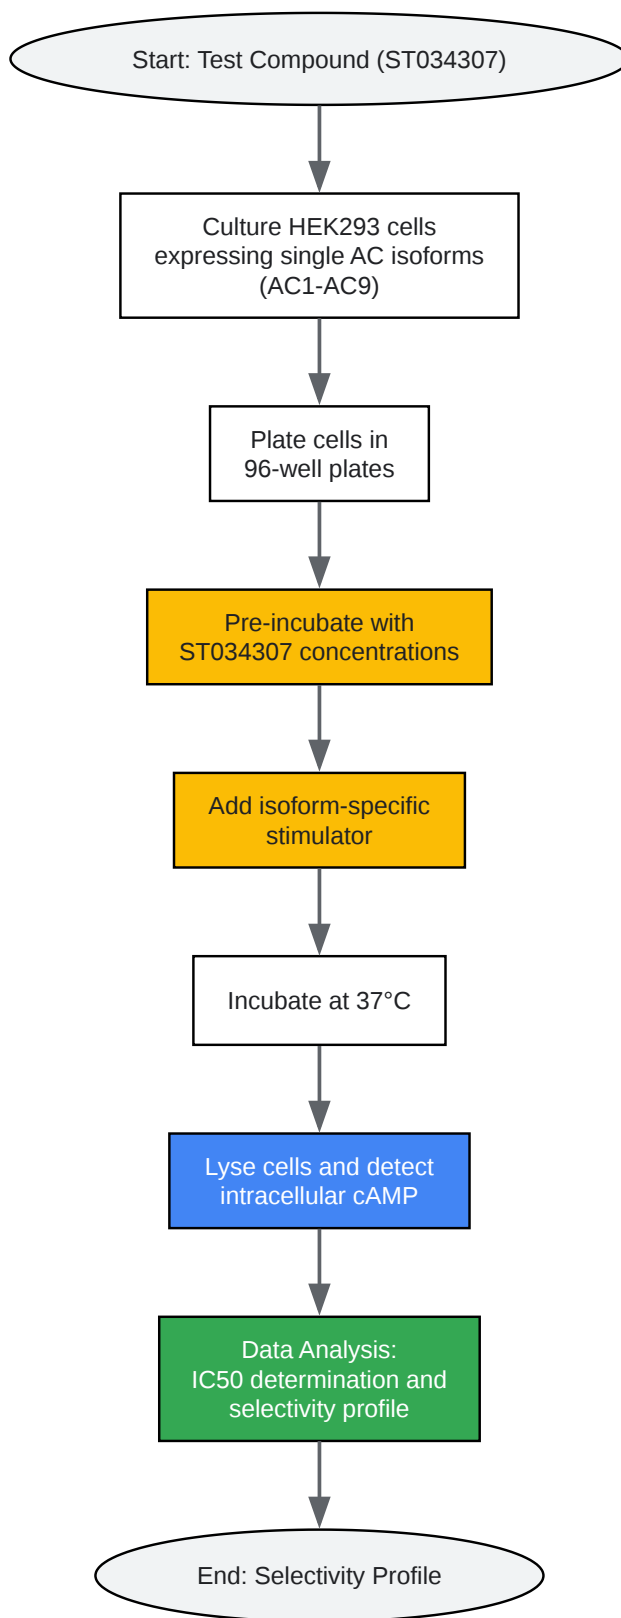 Start: Test Compound (ST034307)
Culture HEK293 cells
expressing single AC isoforms
(AC1-AC9)
Plate cells in
96-well plates
Pre-incubate with
ST034307 concentrations
Add isoform-specific
stimulator
Incubate at 37°C
Lyse cells and detect
intracellular cAMP
Data Analysis:
IC50 determination and
selectivity profile
End: Selectivity Profile